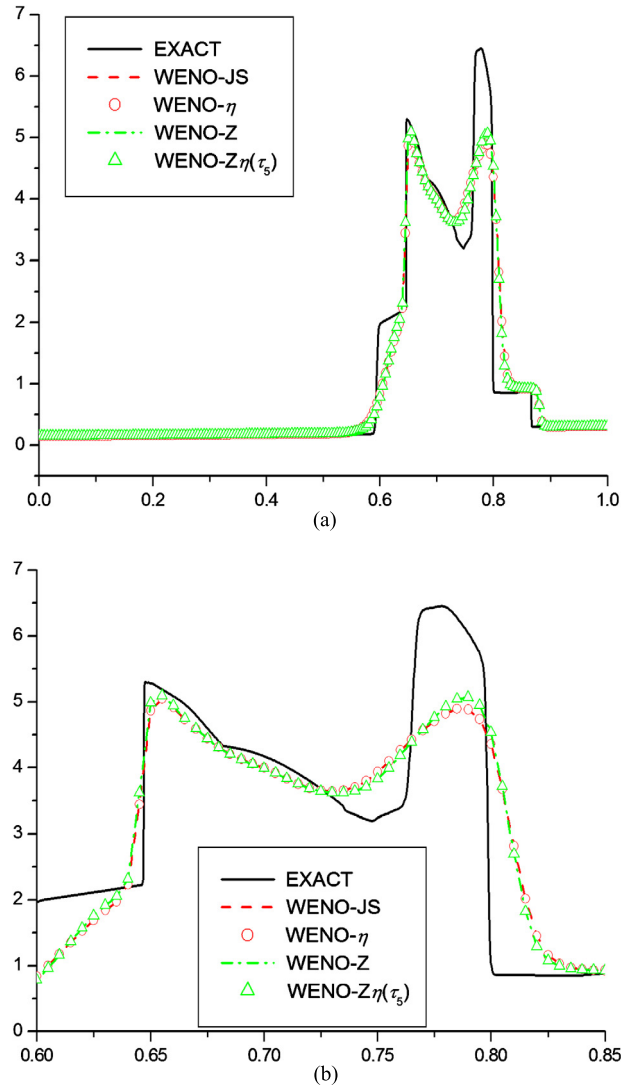 7
6
5
4
3
2
1
0
EXACT
WENO-JS
WENO-η
WENO-Z
WENO-Zη(τ₅)
0.0 0.2 0.4 0.6 0.8 1.0
(a)
7
6
5
4
3
2
1
0
EXACT
WENO-JS
WENO-η
WENO-Z
WENO-Zη(τ₅)
0.60 0.65 0.70 0.75 0.80 0.85
(b)